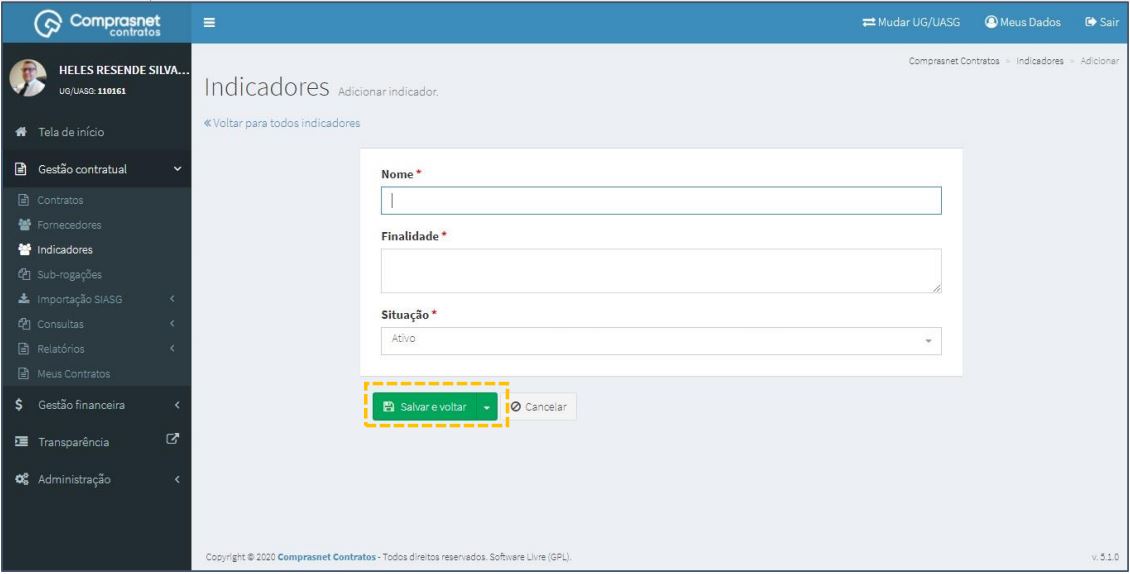 Comprasnet
contratos
Mudar UG/UASG
Meus Dados
Sair
HELES RESENDE SILVA...
UG/UASG: 110161
Tela de início
Gestão contratual
Contratos
Fornecedores
Indicadores
Sub-rogações
Importação SIASG
Consultas
Relatórios
Meus Contratos
Gestão financeira
Transparência
Administração
Comprasnet Contratos > Indicadores > Adicionar
Indicadores Adicionar indicador.
«Voltar para todos indicadores
Nome *
Finalidade *
Situação *
Ativo
Salvar e voltar
Cancelar
Copyright © 2020 Comprasnet Contratos - Todos direitos reservados. Software Livre (GPL).
v. 5.1.0